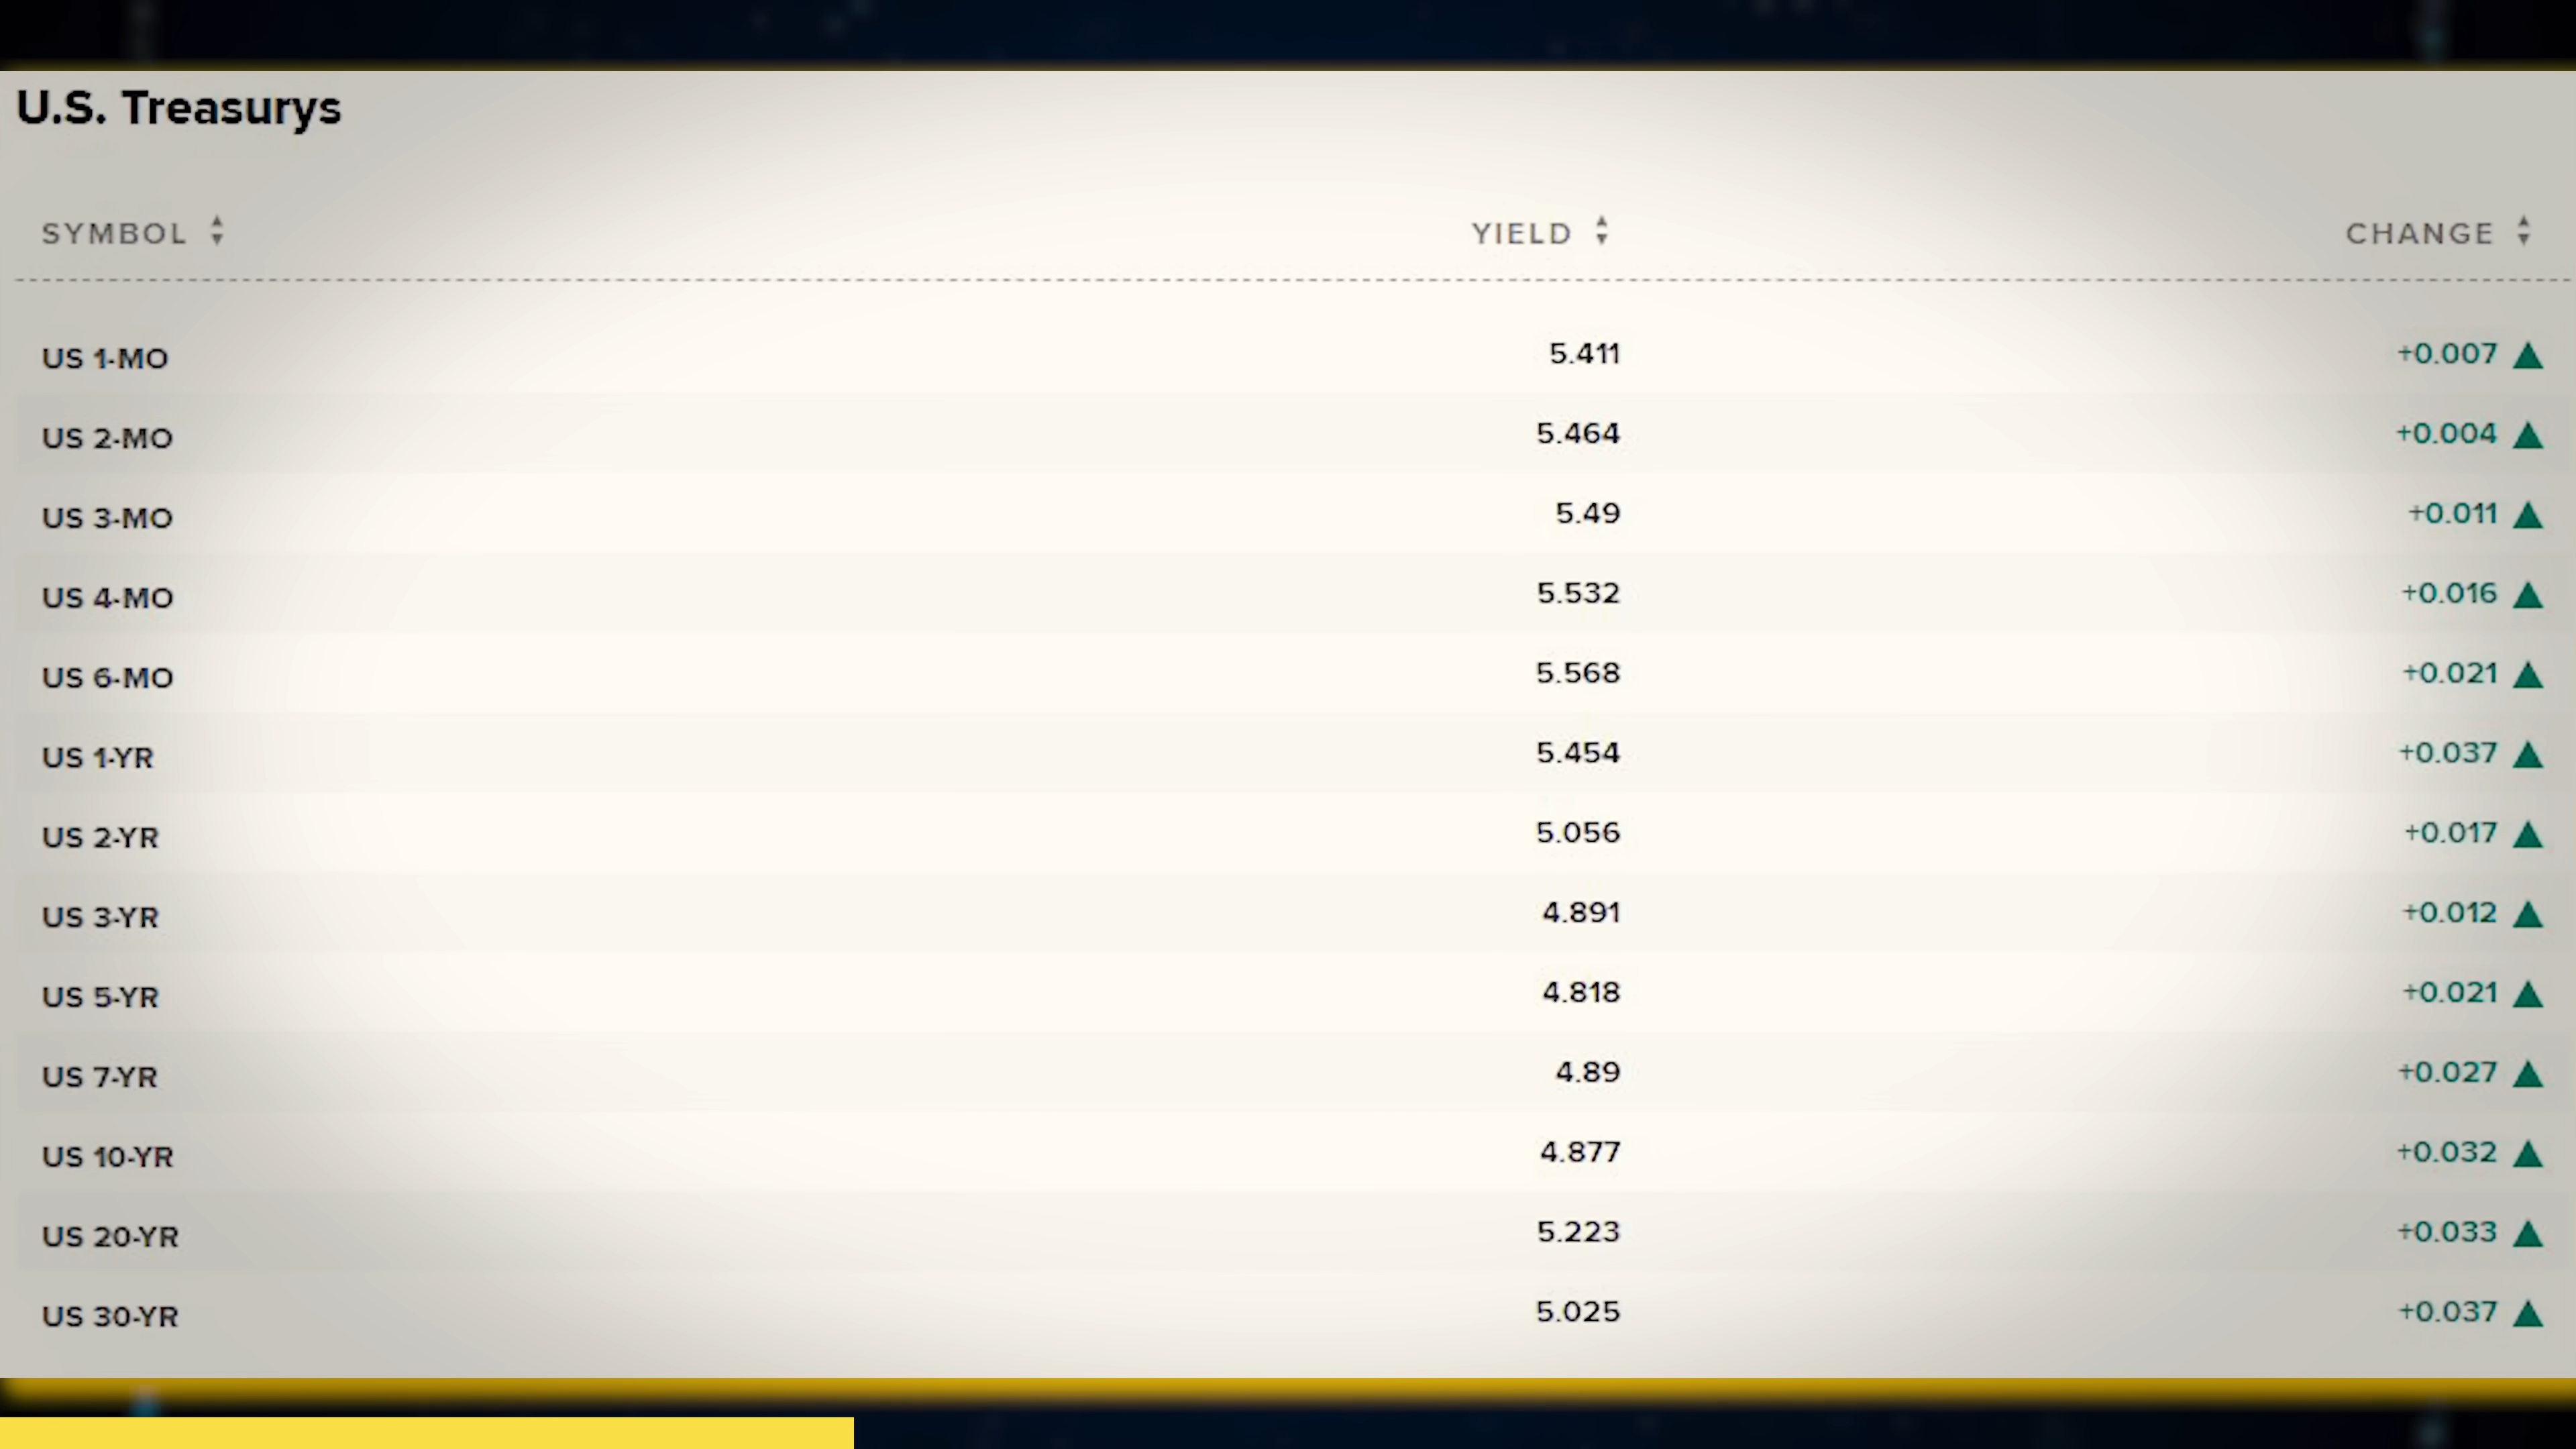 U.S. Treasurys
SYMBOL YIELD CHANGE
US 1-MO 5.411 +0.007
US 2-MO 5.464 +0.004
US 3-MO 5.49 +0.011
US 4-MO 5.532 +0.016
US 6-MO 5.568 +0.021
US 1-YR 5.454 +0.037
US 2-YR 5.056 +0.017
US 3-YR 4.891 +0.012
US 5-YR 4.818 +0.021
US 7-YR 4.89 +0.027
US 10-YR 4.877 +0.032
US 20-YR 5.223 +0.033
US 30-YR 5.025 +0.037